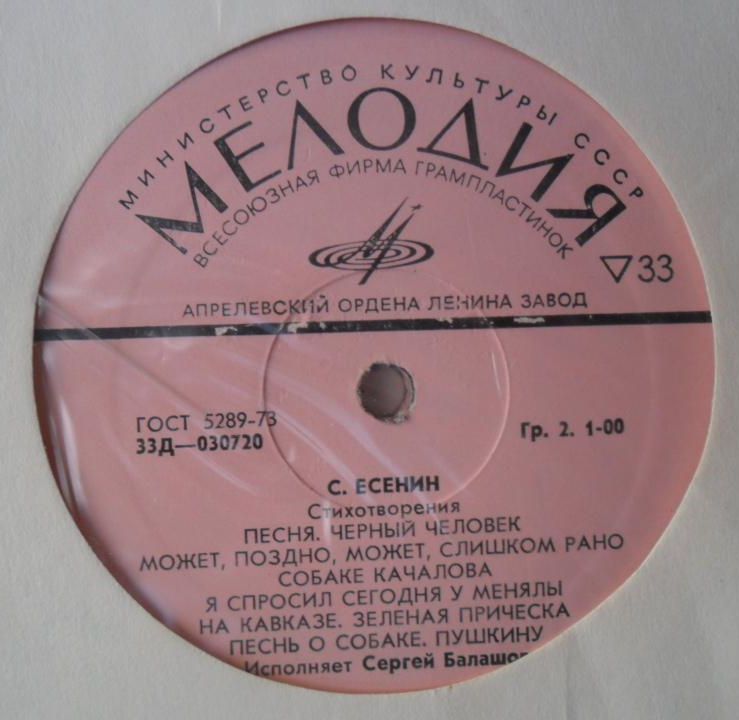 МИНИСТЕРСТВО КУЛЬТУРЫ СССР
МЕЛОДИЯ
ВСЕСОЮЗНАЯ ФИРМА ГРАМПЛАСТИНОК
33
АПРЕЛЕВСКИЙ ОРДЕНА ЛЕНИНА ЗАВОД
ГОСТ 5289-73
33Д—030720
Гр. 2. 1-00
С. ЕСЕНИН
Стихотворения
ПЕСНЯ. ЧЕРНЫЙ ЧЕЛОВЕК
МОЖЕТ, ПОЗДНО, МОЖЕТ, СЛИШКОМ РАНО
СОБАКЕ КАЧАЛОВА
Я СПРОСИЛ СЕГОДНЯ У МЕНЯЛЫ
НА КАВКАЗЕ. ЗЕЛЕНАЯ ПРИЧЕСКА
ПЕСНЬ О СОБАКЕ. ПУШКИНУ
Исполняет Сергей Балашов